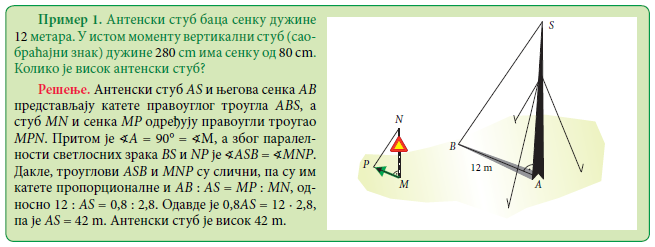 Пример 1. Антенски стуб баца сенку дужине
12 метара. У истом моменту вертикални стуб (сао-
браћајни знак) дужине 280 cm има сенку од 80 cm.
Колико је висок антенски стуб?
Решење. Антенски стуб AS и његова сенка AB
представљају катете правоуглог троугла ABS, а
стуб MN и сенка MP одређују правоугли троугао
MPN. Притом је ∢A = 90° = ∢M, а због парале-
лности светлосних зрака BS и NP је ∢ASB = ∢MNP.
Дакле, троуглови ASB и MNP су слични, па су им
катете пропорционалне и AB : AS = MP : MN, од-
носно 12 : AS = 0,8 : 2,8. Одавде је 0,8AS = 12 · 2,8,
па је AS = 42 m. Антенски стуб је висок 42 m.
S
N
B
P
12 m
M
A